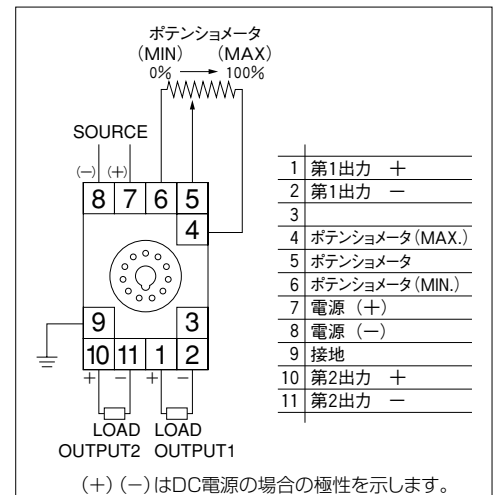 ポテンショメータ
(MIN) (MAX)
0% 100%
SOURCE
(−) (+)
8 7 6 5
4
9 3
10 11 1 2
+ − + −
LOAD LOAD
OUTPUT2 OUTPUT1
1 第1出力 +
2 第1出力 −
3
4 ポテンショメータ(MAX.)
5 ポテンショメータ
6 ポテンショメータ(MIN.)
7 電源 (+)
8 電源 (−)
9 接地
10 第2出力 +
11 第2出力 −
(+)(−)はDC電源の場合の極性を示します。